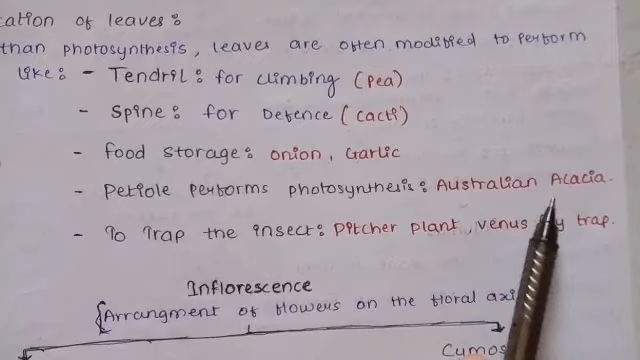 cation of leaves :
than photosynthesis, leaves are often modified to perform
like : - Tendril : for climbing (pea)
- Spine : for Defence (cacti)
- Food storage : onion, Garlic
- Petiole performs photosynthesis : Australian Acacia.
- To Trap the insect : Pitcher plant, venus trap.
Inflorescence
{Arrangment of flowers on the floral axi
Cymos